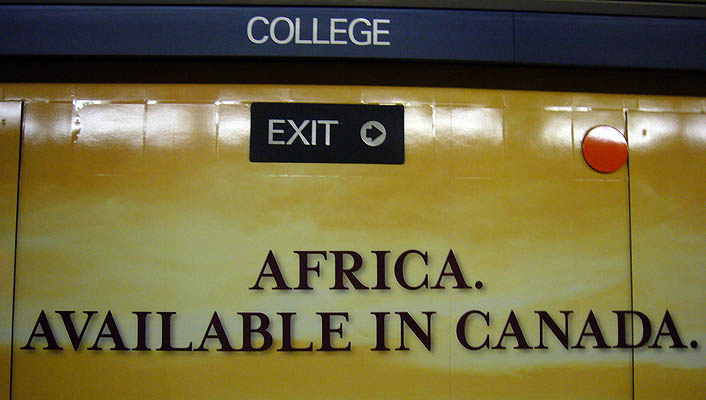 COLLEGE
EXIT
AFRICA.
AVAILABLE IN CANADA.